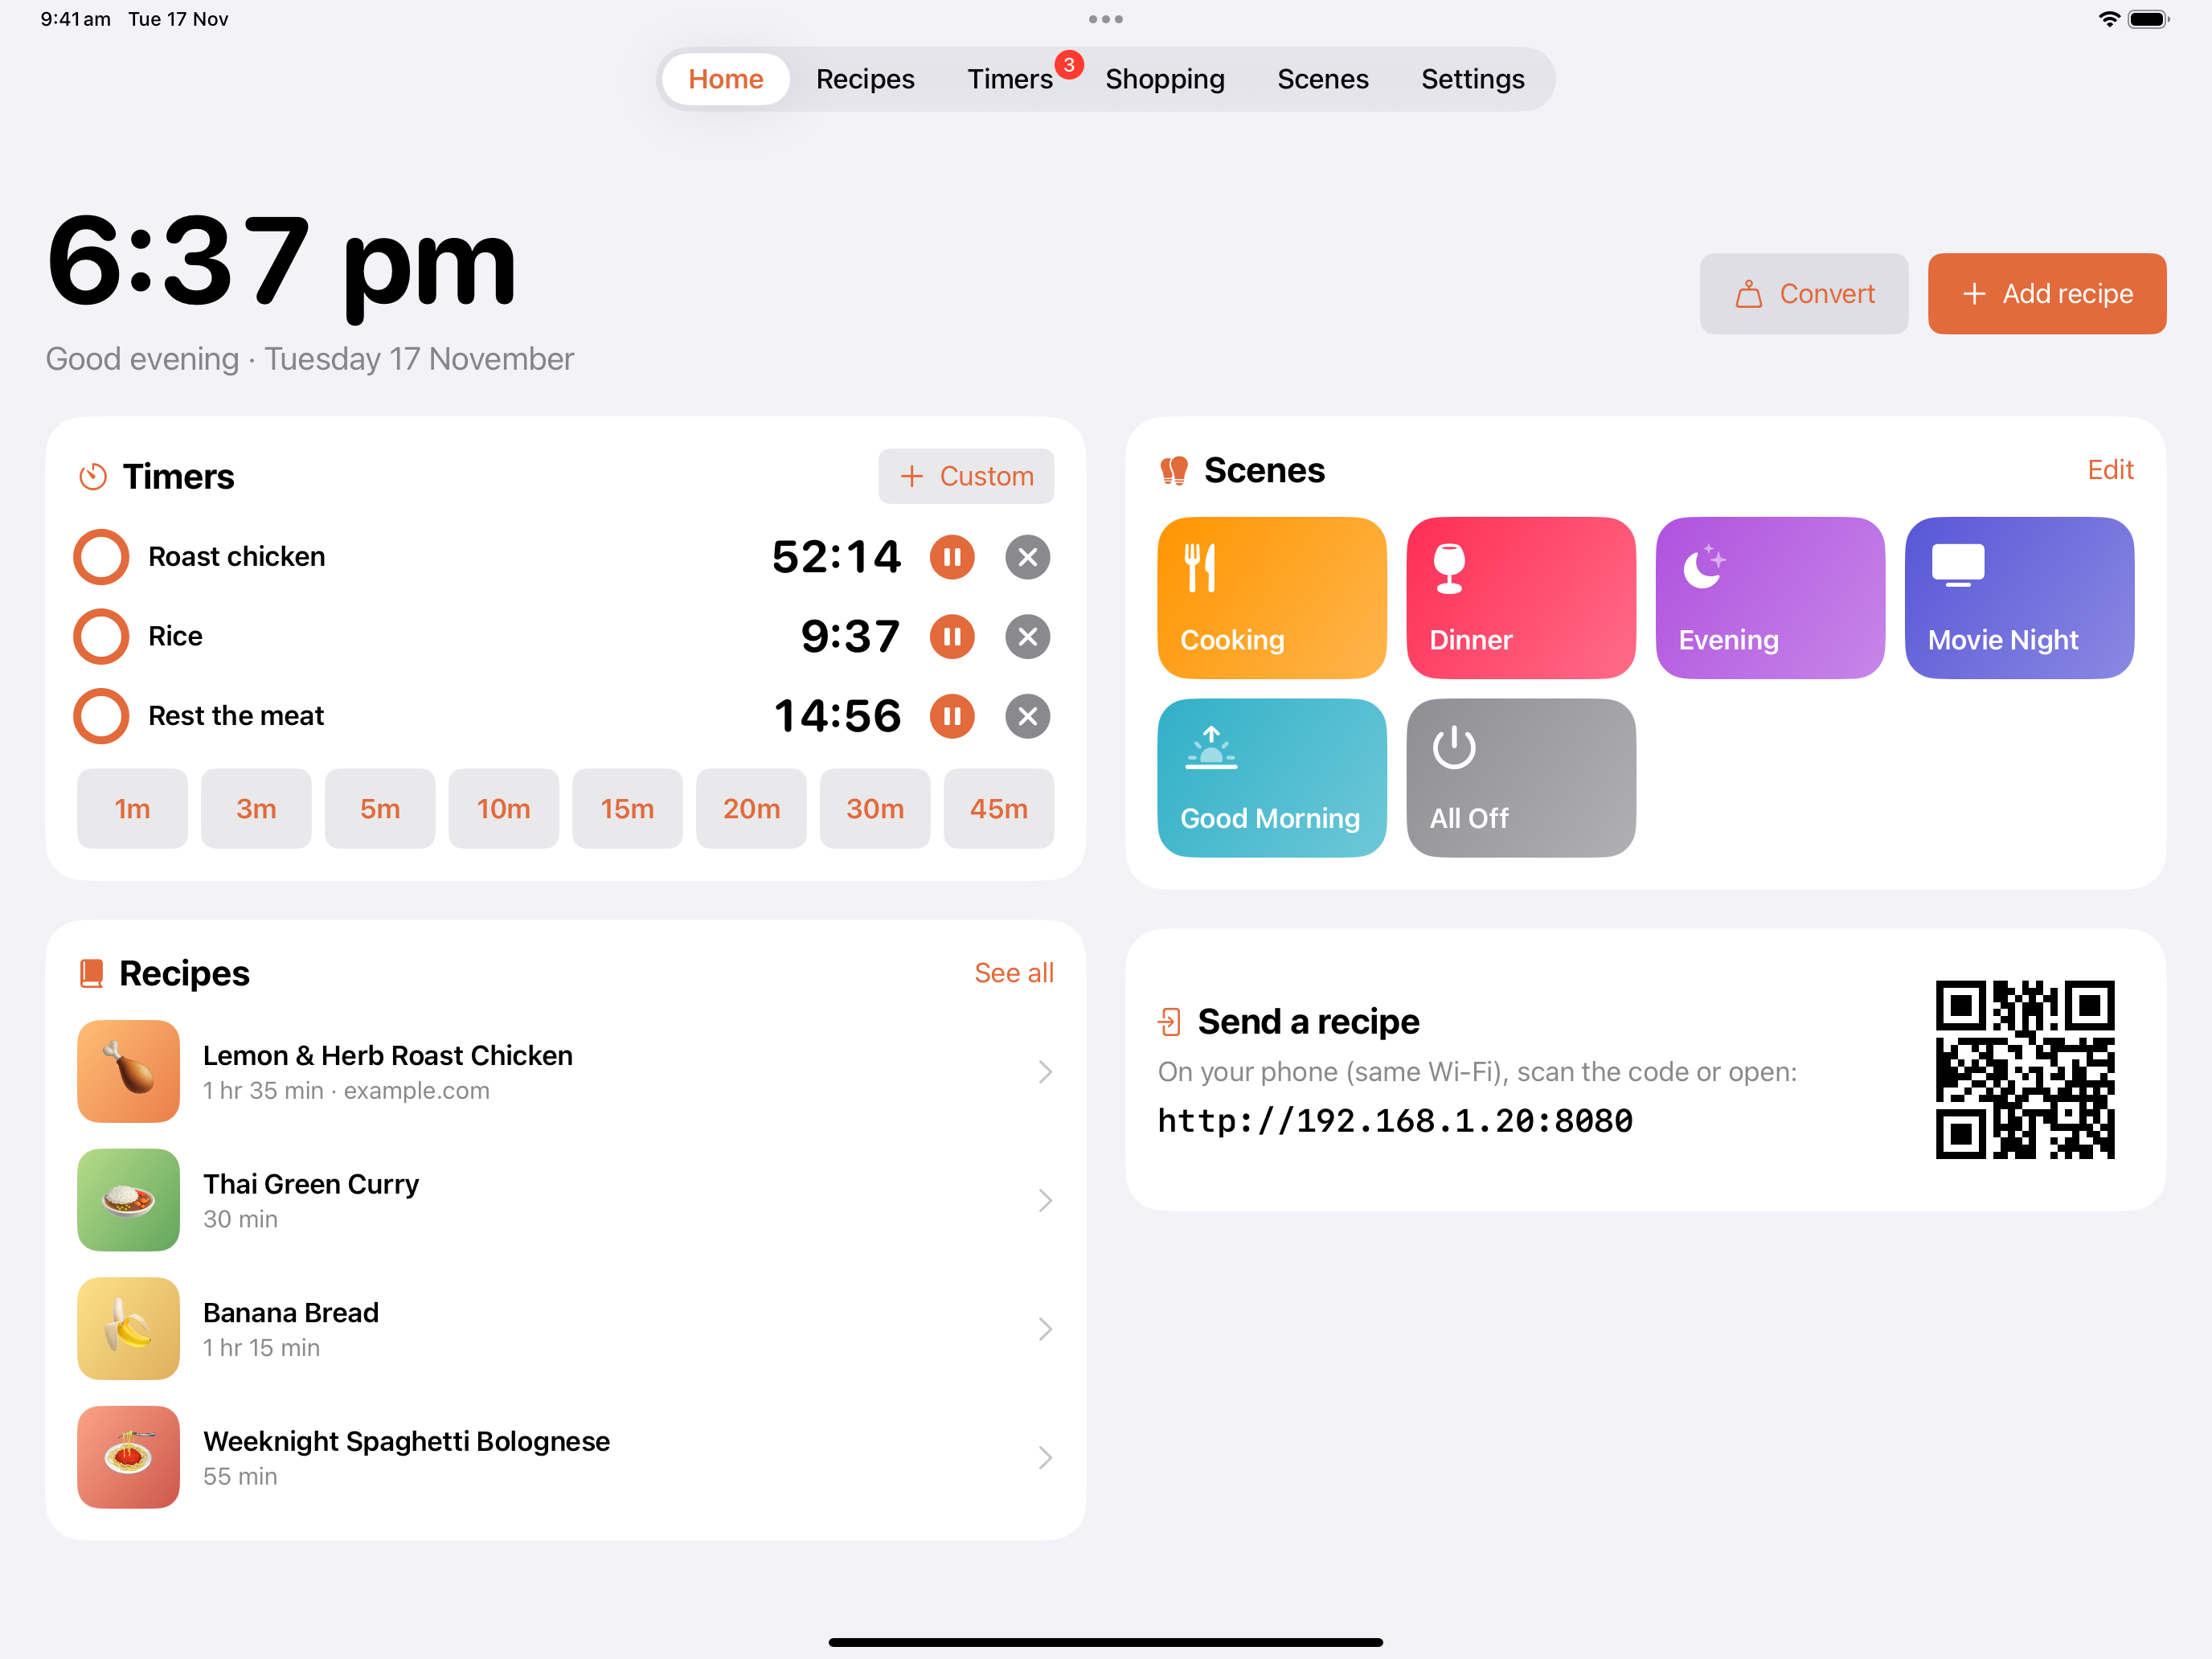 9:41 am Tue 17 Nov
Home Recipes Timers 3 Shopping Scenes Settings
6:37 pm
Good evening · Tuesday 17 November
Convert
+ Add recipe
Timers
+ Custom
Roast chicken 52:14
Rice 9:37
Rest the meat 14:56
1m 3m 5m 10m 15m 20m 30m 45m
Scenes
Edit
Cooking
Dinner
Evening
Movie Night
Good Morning
All Off
Recipes
See all
Lemon & Herb Roast Chicken
1 hr 35 min · example.com
Thai Green Curry
30 min
Banana Bread
1 hr 15 min
Weeknight Spaghetti Bolognese
55 min
Send a recipe
On your phone (same Wi-Fi), scan the code or open:
http://192.168.1.20:8080